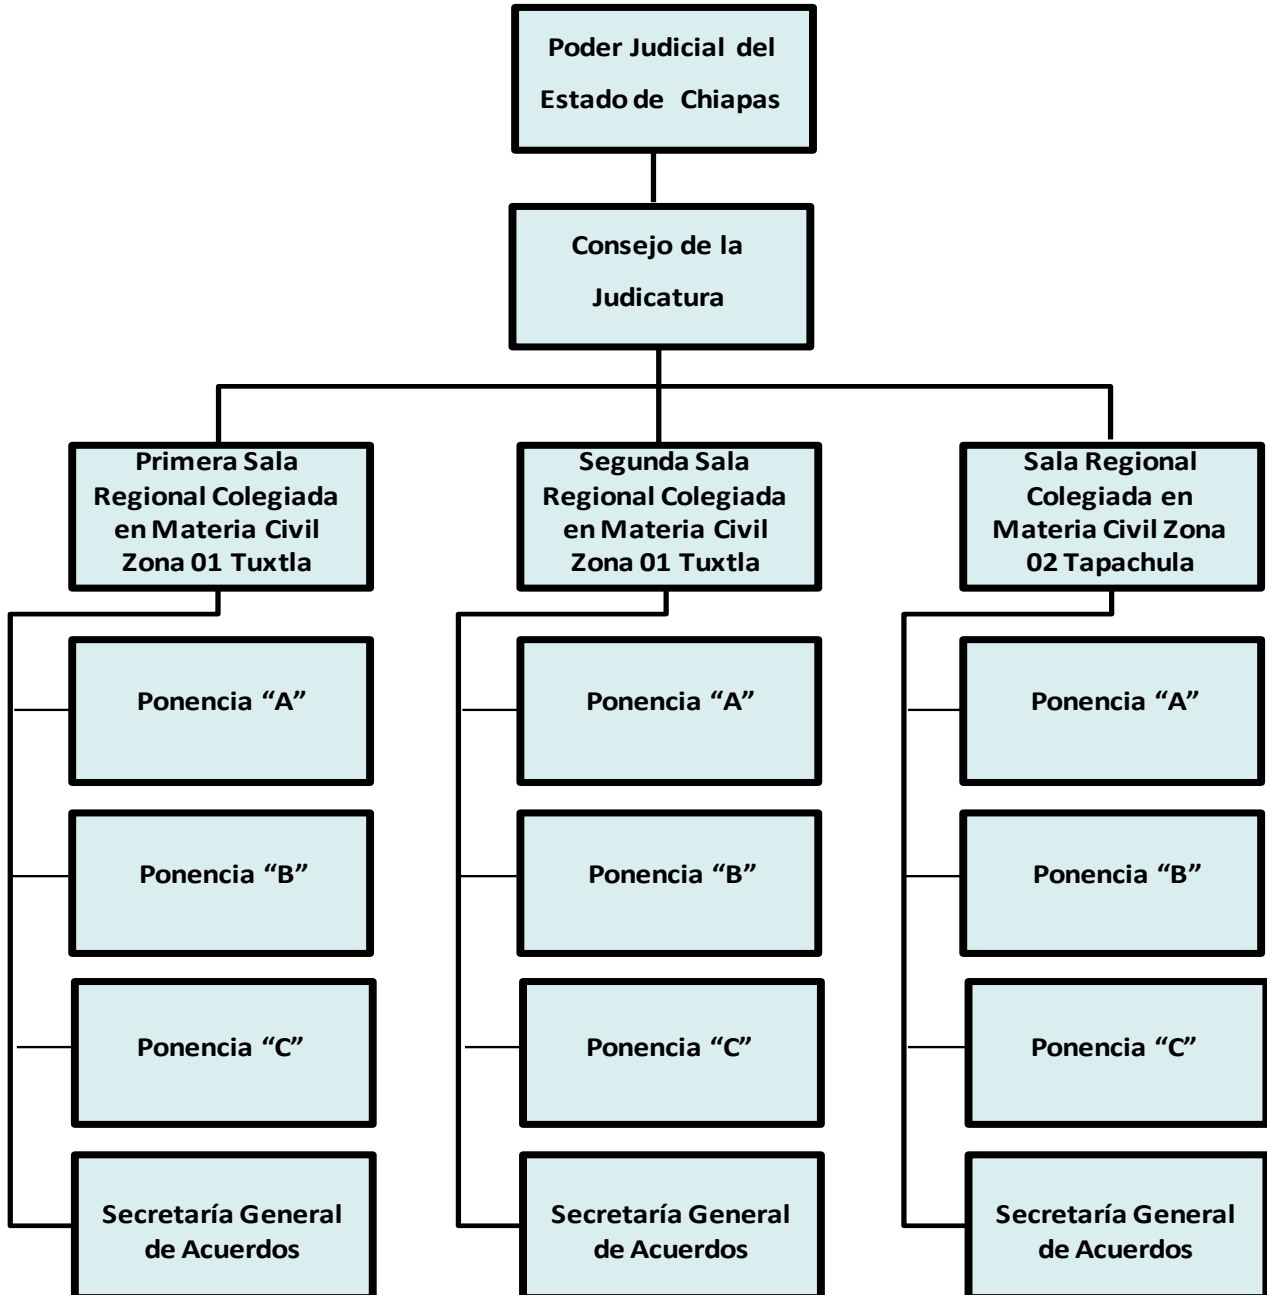 Poder Judicial del
Estado de Chiapas
Consejo de la
Judicatura
Primera Sala
Regional Colegiada
en Materia Civil
Zona 01 Tuxtla
Segunda Sala
Regional Colegiada
en Materia Civil
Zona 01 Tuxtla
Sala Regional
Colegiada en
Materia Civil Zona
02 Tapachula
Ponencia “A”
Ponencia “A”
Ponencia “A”
Ponencia “B”
Ponencia “B”
Ponencia “B”
Ponencia “C”
Ponencia “C”
Ponencia “C”
Secretaría General
de Acuerdos
Secretaría General
de Acuerdos
Secretaría General
de Acuerdos